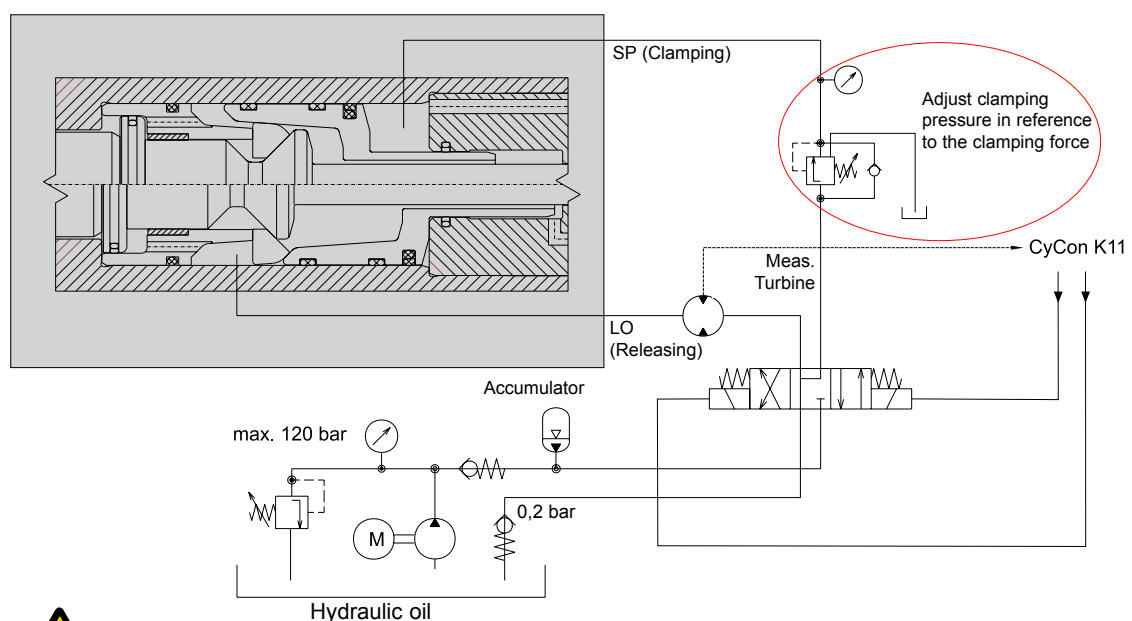 SP (Clamping)
Adjust clamping
pressure in reference
to the clamping force
CyCon K11
Meas.
Turbine
LO
(Releasing)
Accumulator
max. 120 bar
0,2 bar
M
Hydraulic oil